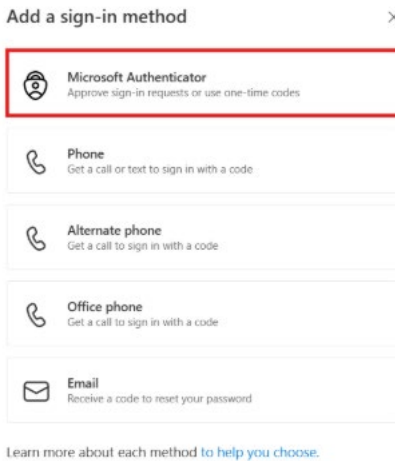 Add a sign-in method
Microsoft Authenticator
Approve sign-in requests or use one-time codes
Phone
Get a call or text to sign in with a code
Alternate phone
Get a call to sign in with a code
Office phone
Get a call to sign in with a code
Email
Receive a code to reset your password
Learn more about each method to help you choose.